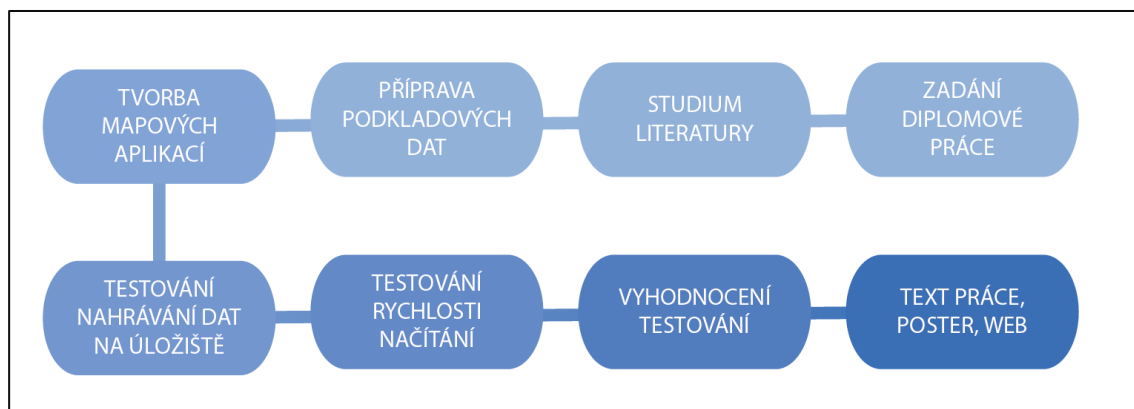 TVORBA
MAPOVÝCH
APLIKACÍ
PŘÍPRAVA
PODKLADOVÝCH
DAT
STUDIUM
LITERATURY
ZADÁNÍ
DIPLOMOVÉ
PRÁCE
TESTOVÁNÍ
NAHRÁVÁNÍ DAT
NA ÚLOŽIŠTĚ
TESTOVÁNÍ
RYCHLOSTI
NAČÍTÁNÍ
VYHODNOCENÍ
TESTOVÁNÍ
TEXT PRÁCE,
POSTER, WEB